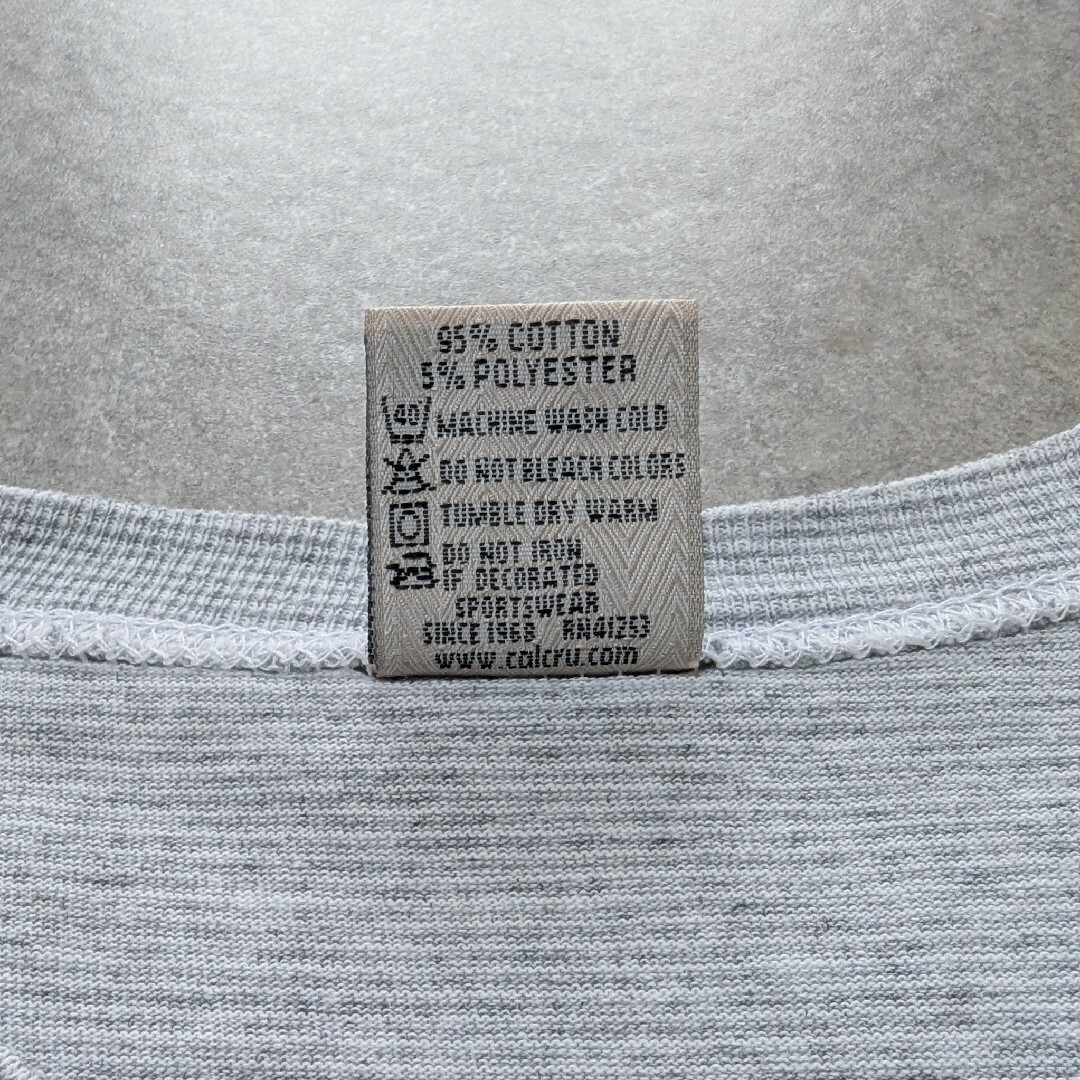 95% COTTON
5% POLYESTER
40 MACHINE WASH COLD
DO NOT BLEACH COLORS
TUMBLE DRY WARM
DO NOT IRON
IF DECORATED
SPORTSWEAR
SINCE 1968 RN41253
www.calcru.com